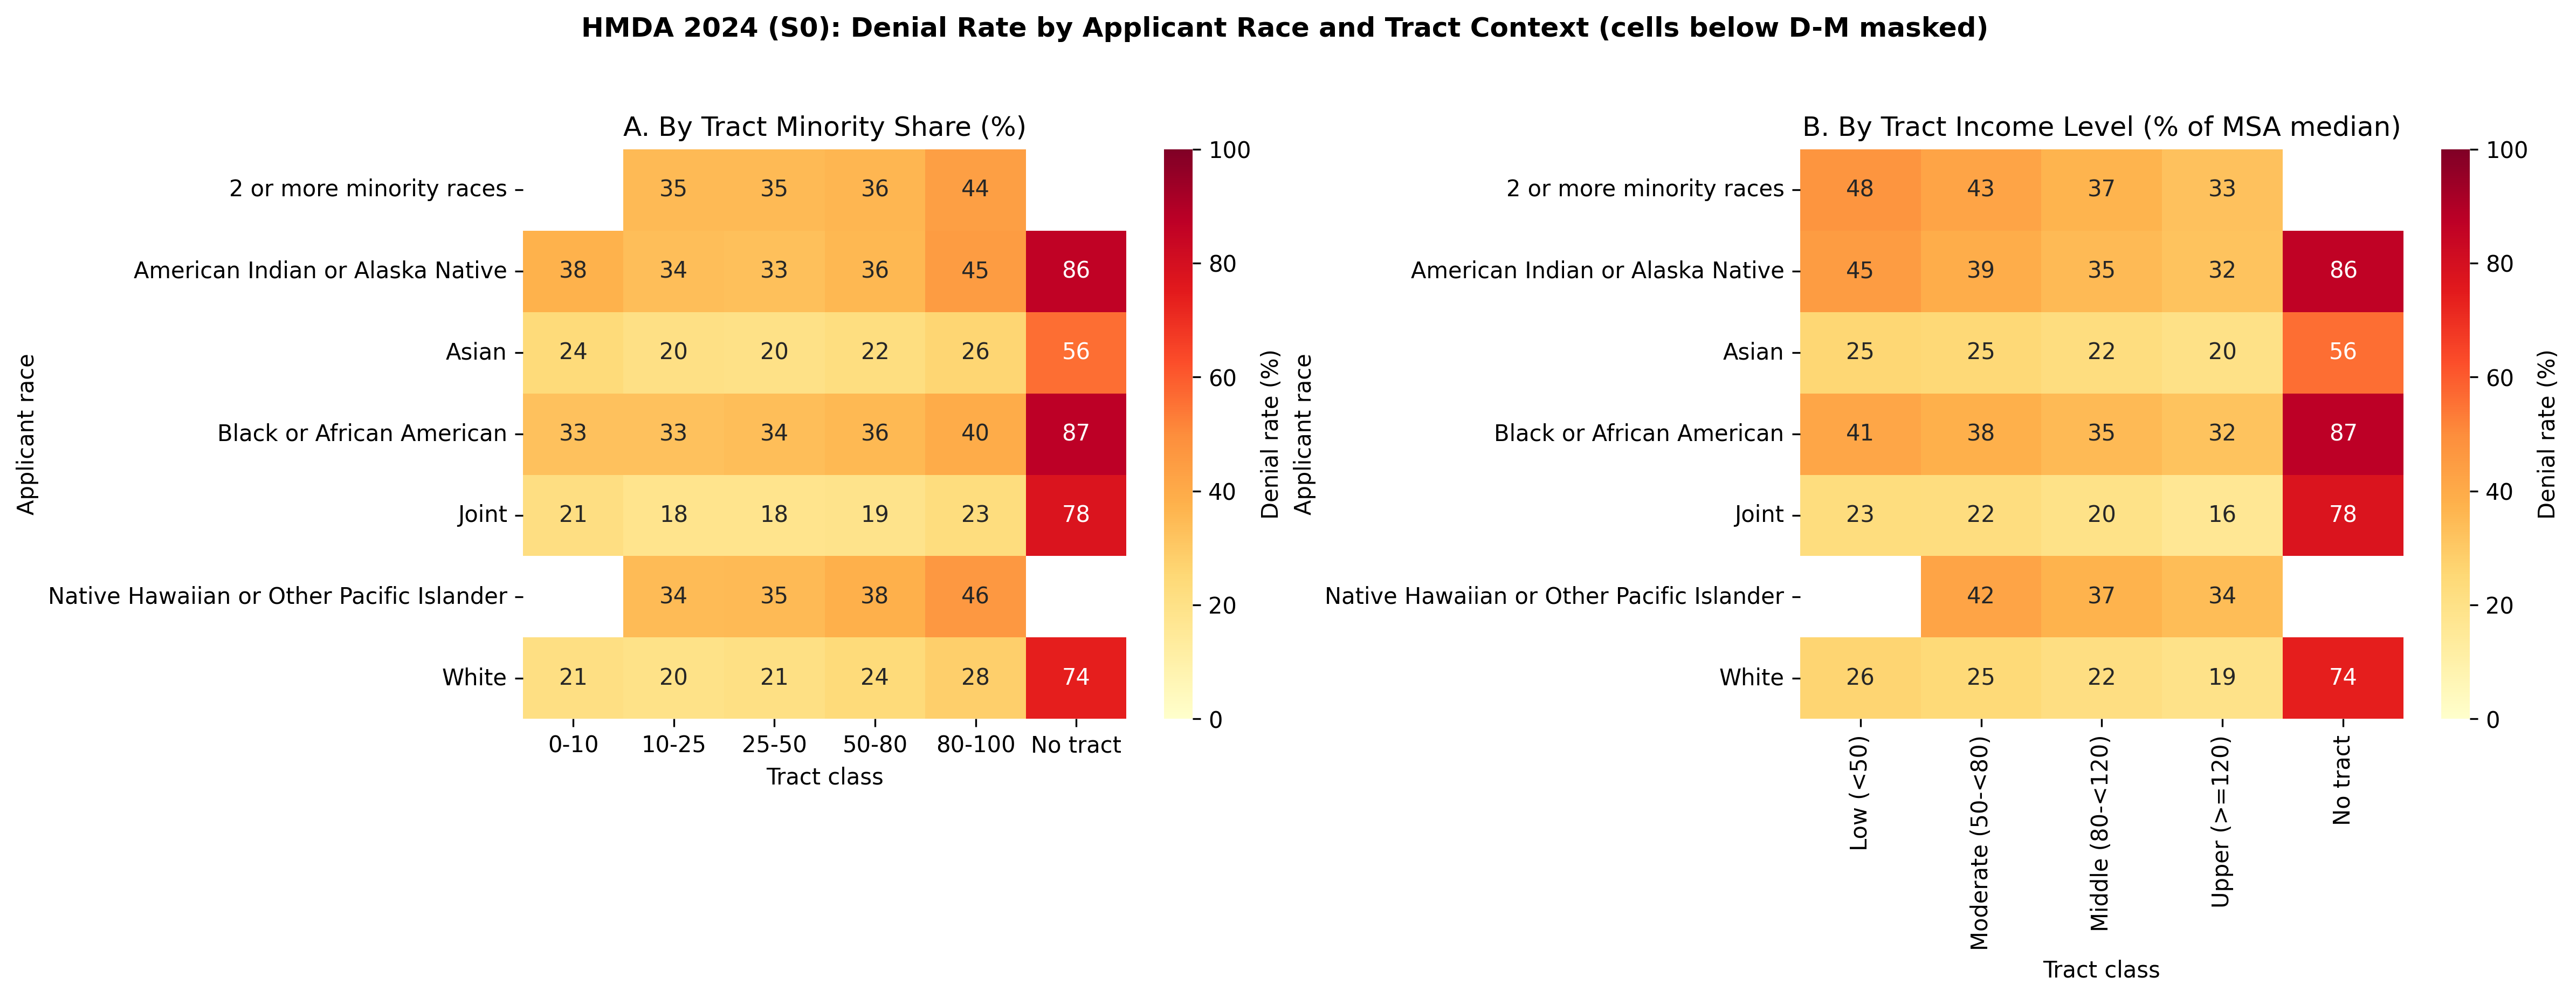 HMDA 2024 (S0): Denial Rate by Applicant Race and Tract Context (cells below D-M masked)
A. By Tract Minority Share (%)
Applicant race
2 or more minority races 35 35 36 44
American Indian or Alaska Native 38 34 33 36 45 86
Asian 24 20 20 22 26 56
Black or African American 33 33 34 36 40 87
Joint 21 18 18 19 23 78
Native Hawaiian or Other Pacific Islander 34 35 38 46
White 21 20 21 24 28 74
0-10 10-25 25-50 50-80 80-100 No tract
Tract class
100
80
60
40
20
0
Denial rate (%)
B. By Tract Income Level (% of MSA median)
Applicant race
2 or more minority races 48 43 37 33
American Indian or Alaska Native 45 39 35 32 86
Asian 25 25 22 20 56
Black or African American 41 38 35 32 87
Joint 23 22 20 16 78
Native Hawaiian or Other Pacific Islander 42 37 34
White 26 25 22 19 74
Low (<50)
Moderate (50-<80)
Middle (80-<120)
Upper (>=120)
No tract
Tract class
100
80
60
40
20
0
Denial rate (%)